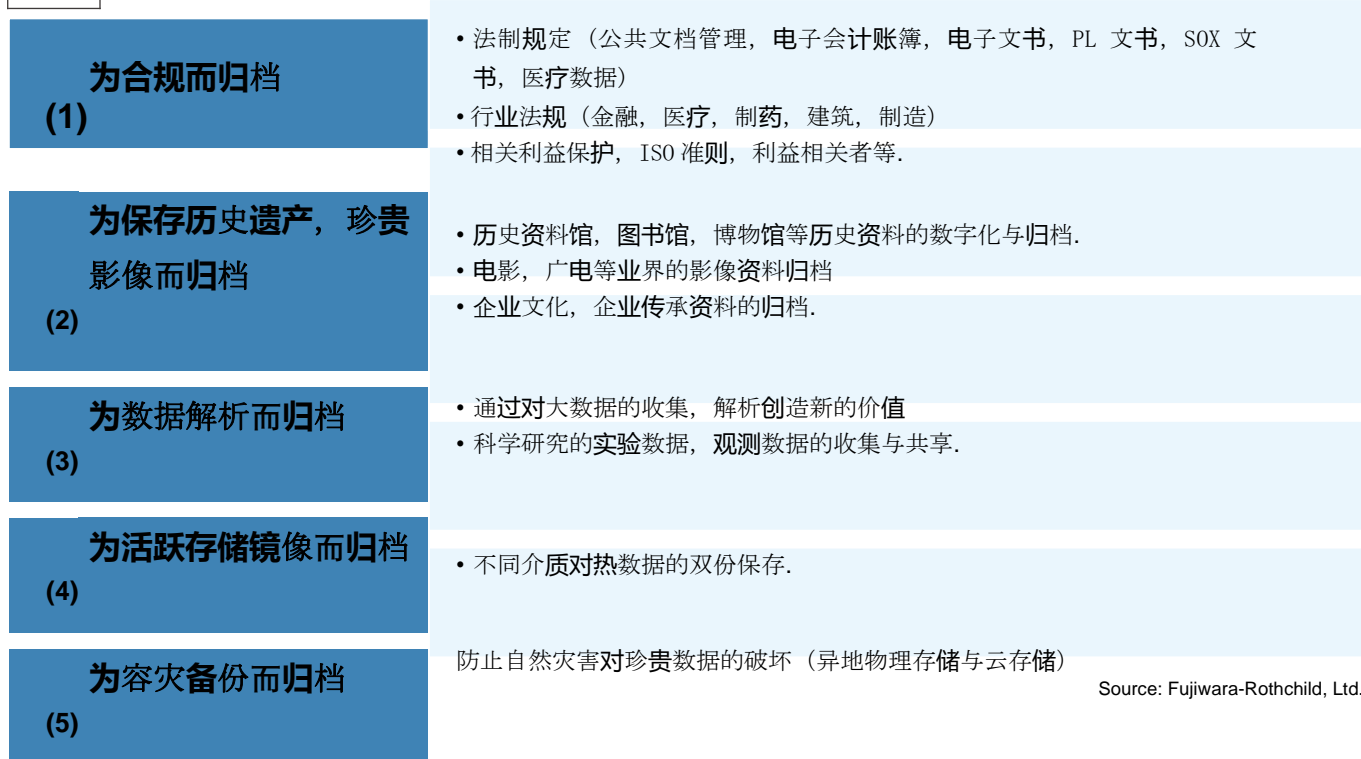 为合规而归档
(1)
• 法制规定（公共文档管理，电子会计账簿，电子文书，PL 文书，SOX 文
书，医疗数据）
• 行业法规（金融，医疗，制药，建筑，制造）
• 相关利益保护，ISO 准则，利益相关者等.
为保存历史遗产，珍贵
影像而归档
(2)
• 历史资料馆，图书馆，博物馆等历史资料的数字化与归档.
• 电影，广电等业界的影像资料归档
• 企业文化，企业传承资料的归档.
为数据解析而归档
(3)
• 通过对大数据的收集，解析创造新的价值
• 科学研究的实验数据，观测数据的收集与共享.
为活跃存储镜像而归档
(4)
• 不同介质对热数据的双份保存.
为容灾备份而归档
(5)
防止自然灾害对珍贵数据的破坏（异地物理存储与云存储）
Source: Fujiwara-Rothchild, Ltd.